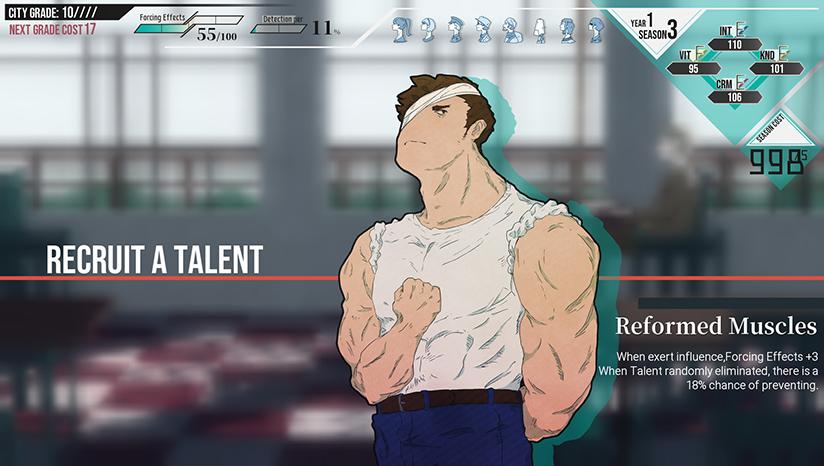 CITY GRADE: 10////
NEXT GRADE COST 17
Forcing Effects
55/100
Detection per
11%
YEAR 1
SEASON 3
INT
110
VIT
95
KND
101
CRM
106
SEASON COST
998
RECRUIT A TALENT
Reformed Muscles
When exert influence,Forcing Effects +3
When Talent randomly eliminated, there is a
18% chance of preventing.